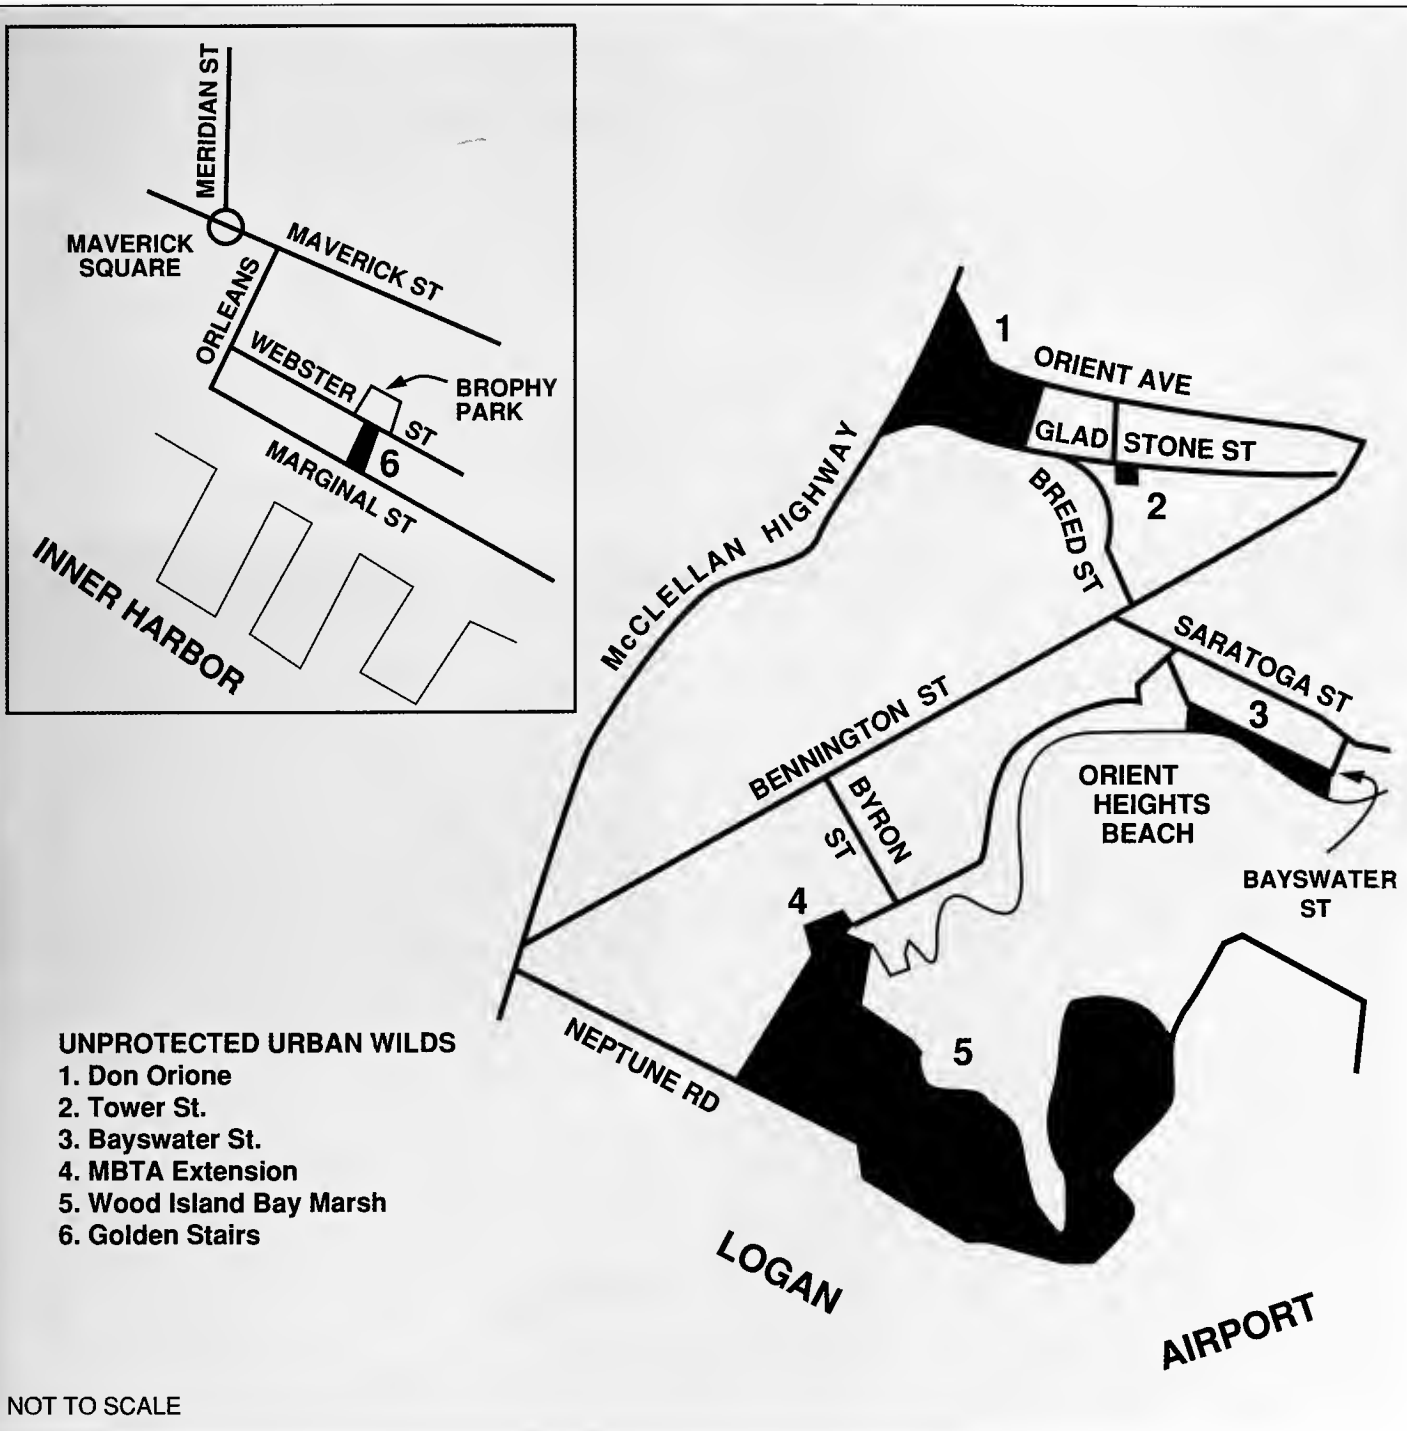 MERIDIAN ST
MAVERICK
SQUARE
MAVERICK ST
ORLEANS
WEBSTER ST
BROPHY
PARK
6
MARGINAL ST
INNER HARBOR
1
ORIENT AVE
GLAD STONE ST
2
BREED ST
McCLELLAN HIGHWAY
SARATOGA ST
3
BENNINGTON ST
ORIENT
HEIGHTS
BEACH
BYRON
ST
BAYSWATER
ST
4
5
NEPTUNE RD
UNPROTECTED URBAN WILDS
1. Don Orione
2. Tower St.
3. Bayswater St.
4. MBTA Extension
5. Wood Island Bay Marsh
6. Golden Stairs
LOGAN
AIRPORT
NOT TO SCALE